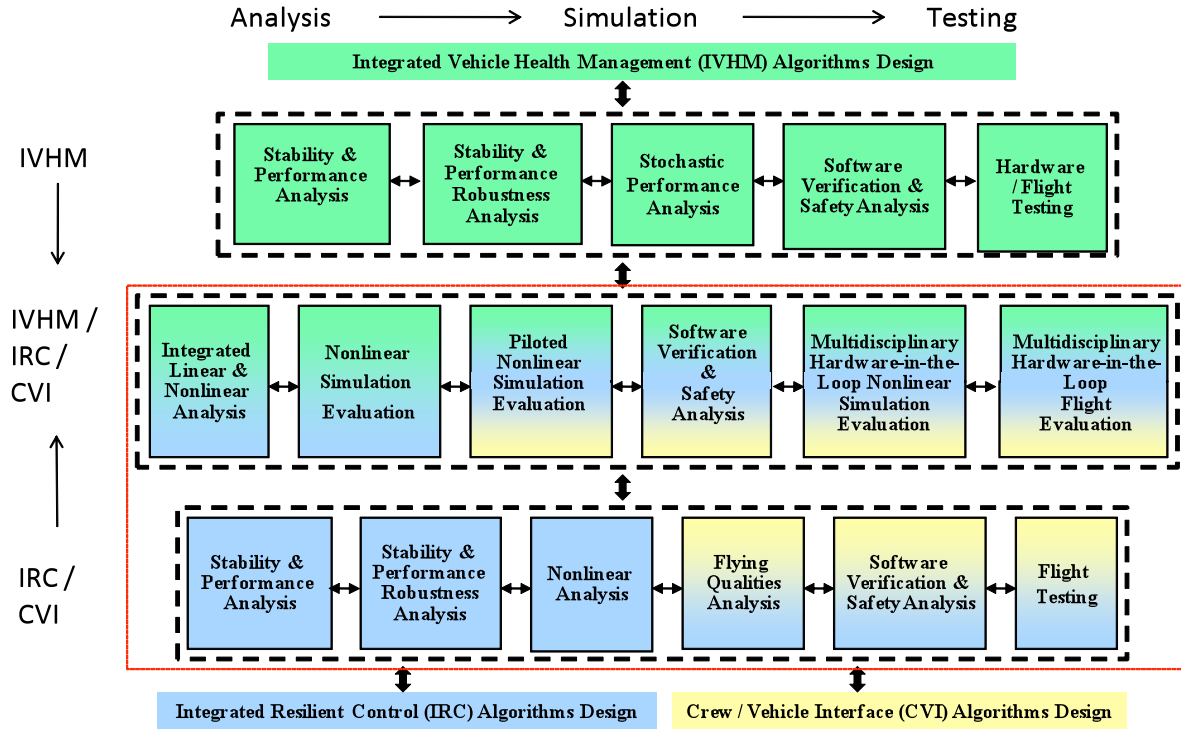 Analysis Simulation Testing
Integrated Vehicle Health Management (IVHM) Algorithms Design
IVHM
Stability &
Performance
Analysis
Stability &
Performance
Robustness
Analysis
Stochastic
Performance
Analysis
Software
Verification &
Safety Analysis
Hardware
/ Flight
Testing
IVHM /
IRC /
CVI
Integrated
Linear &
Nonlinear
Analysis
Nonlinear
Simulation
Evaluation
Piloted
Nonlinear
Simulation
Evaluation
Software
Verification
&
Safety
Analysis
Multidisciplinary
Hardware-in-the-
Loop Nonlinear
Simulation
Evaluation
Multidisciplinary
Hardware-in-the-
Loop
Flight
Evaluation
IRC /
CVI
Stability &
Performance
Analysis
Stability &
Performance
Robustness
Analysis
Nonlinear
Analysis
Flying
Qualities
Analysis
Software
Verification &
Safety Analysis
Flight
Testing
Integrated Resilient Control (IRC) Algorithms Design
Crew / Vehicle Interface (CVI) Algorithms Design